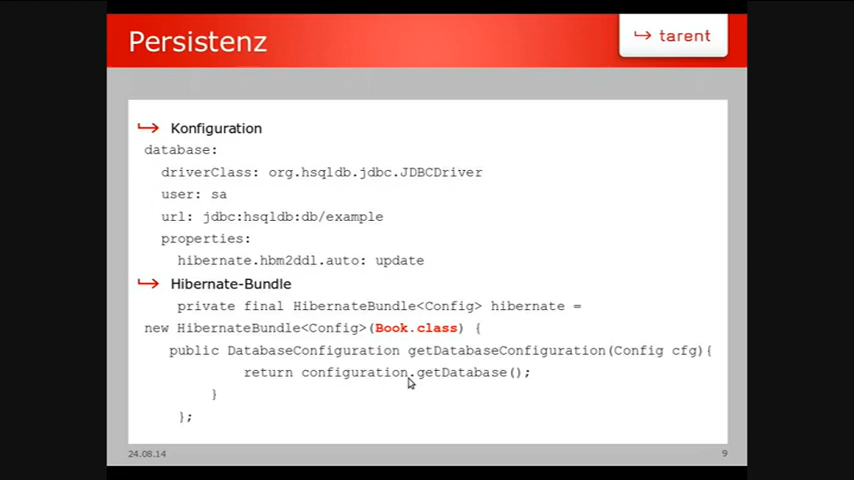 Persistenz
tarent
Konfiguration
database:
driverClass: org.hsqldb.jdbc.JDBCDriver
user: sa
url: jdbc:hsqldb:db/example
properties:
hibernate.hbm2ddl.auto: update
Hibernate-Bundle
private final HibernateBundle<Config> hibernate =
new HibernateBundle<Config>(Book.class) {
public DatabaseConfiguration getDatabaseConfiguration(Config cfg){
return configuration.getDatabase();
}
};
24.08.14
9